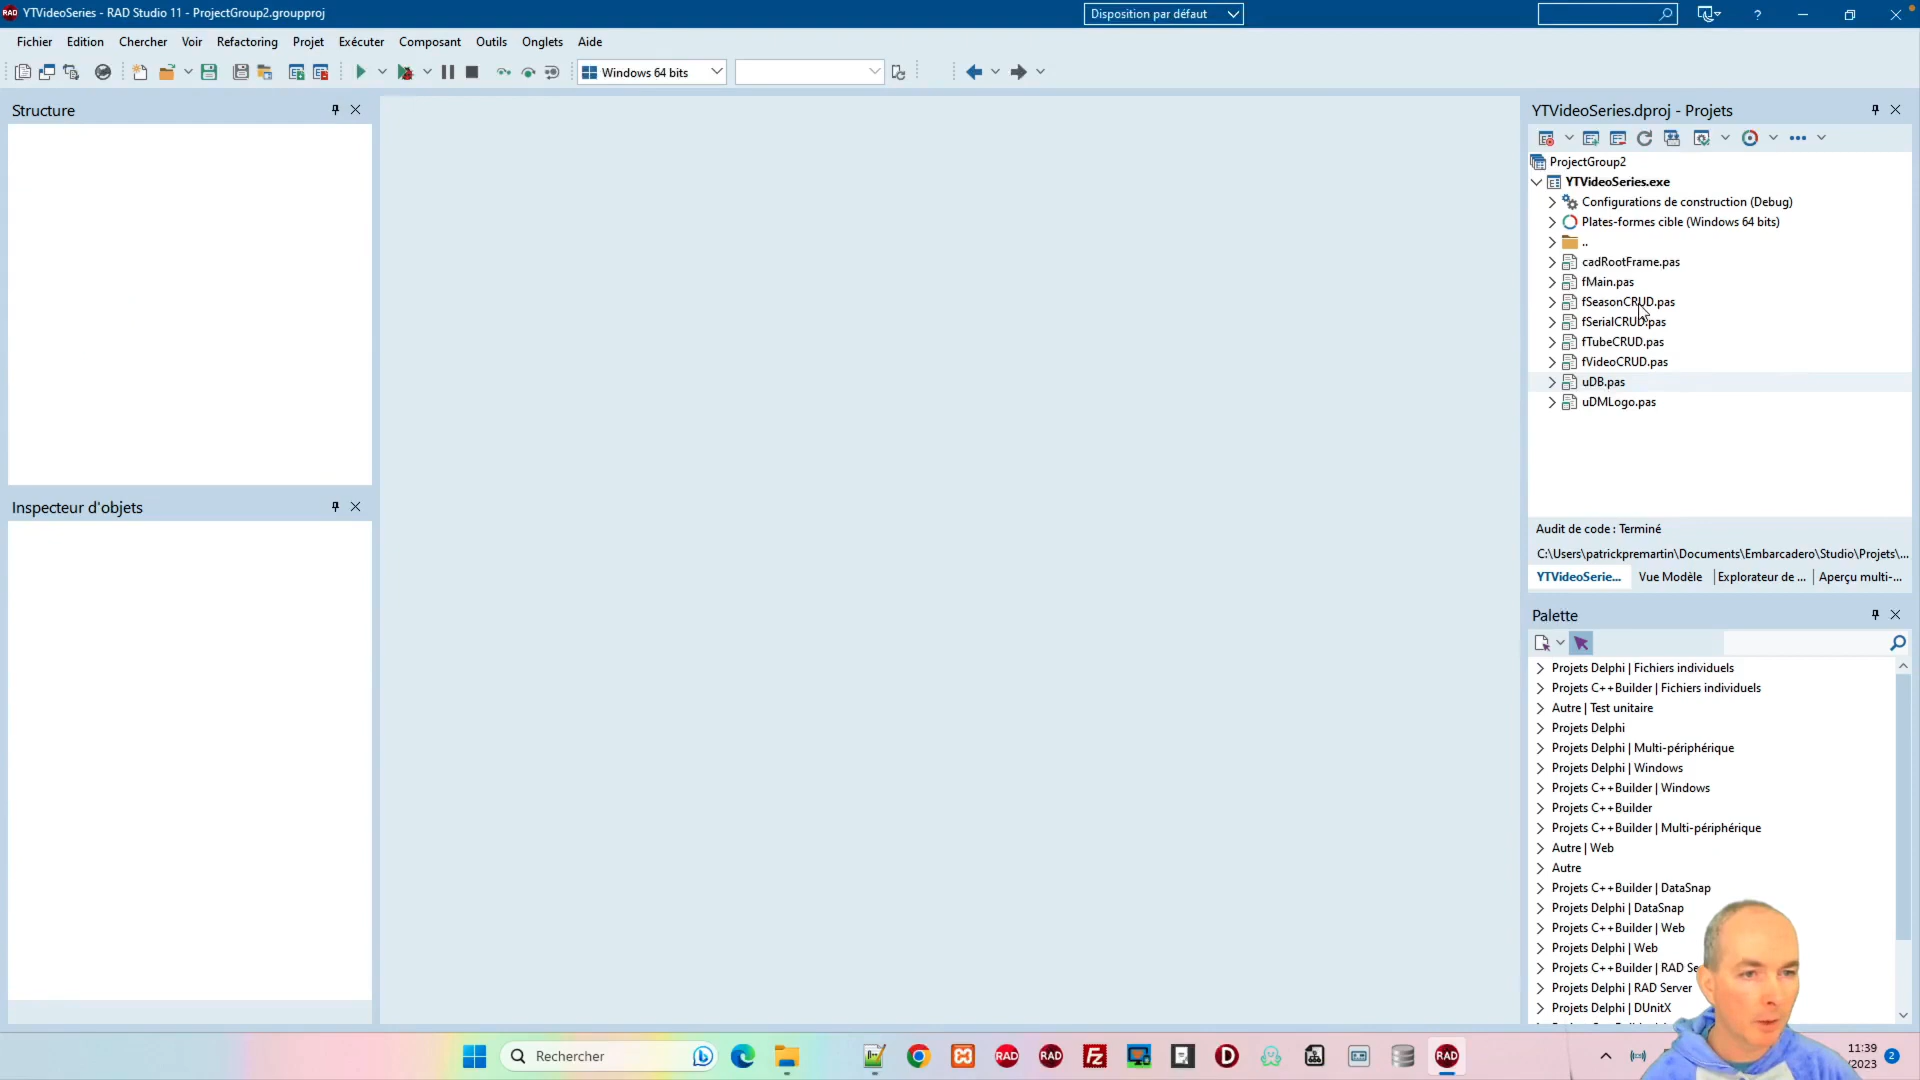 YTVideoSeries - RAD Studio 11 - ProjectGroup2.groupproj
Disposition par défaut
?
Fichier Edition Chercher Voir Refactoring Projet Exécuter Composant Outils Onglets Aide
Windows 64 bits
Structure
Inspecteur d'objets
YTVideoSeries.dproj - Projets
ProjectGroup2
YTVideoSeries.exe
Configurations de construction (Debug)
Plates-formes cible (Windows 64 bits)
..
cadRootFrame.pas
fMain.pas
fSeasonCRUD.pas
fSerialCRUD.pas
fTubeCRUD.pas
fVideoCRUD.pas
uDB.pas
uDMLogo.pas
Audit de code : Terminé
C:\Users\patrickpremartin\Documents\Embarcadero\Studio\Projets\...
YTVideoSerie... Vue Modèle Explorateur de ... Aperçu multi-...
Palette
Projets Delphi | Fichiers individuels
Projets C++Builder | Fichiers individuels
Autre | Test unitaire
Projets Delphi
Projets Delphi | Multi-périphérique
Projets Delphi | Windows
Projets C++Builder | Windows
Projets C++Builder
Projets C++Builder | Multi-périphérique
Autre | Web
Autre
Projets C++Builder | DataSnap
Projets Delphi | DataSnap
Projets C++Builder | Web
Projets Delphi | Web
Projets C++Builder | RAD
Projets Delphi | RAD Server
Projets Delphi | DUnitX
Rechercher
RAD RAD RAD
11:39
/2023
2